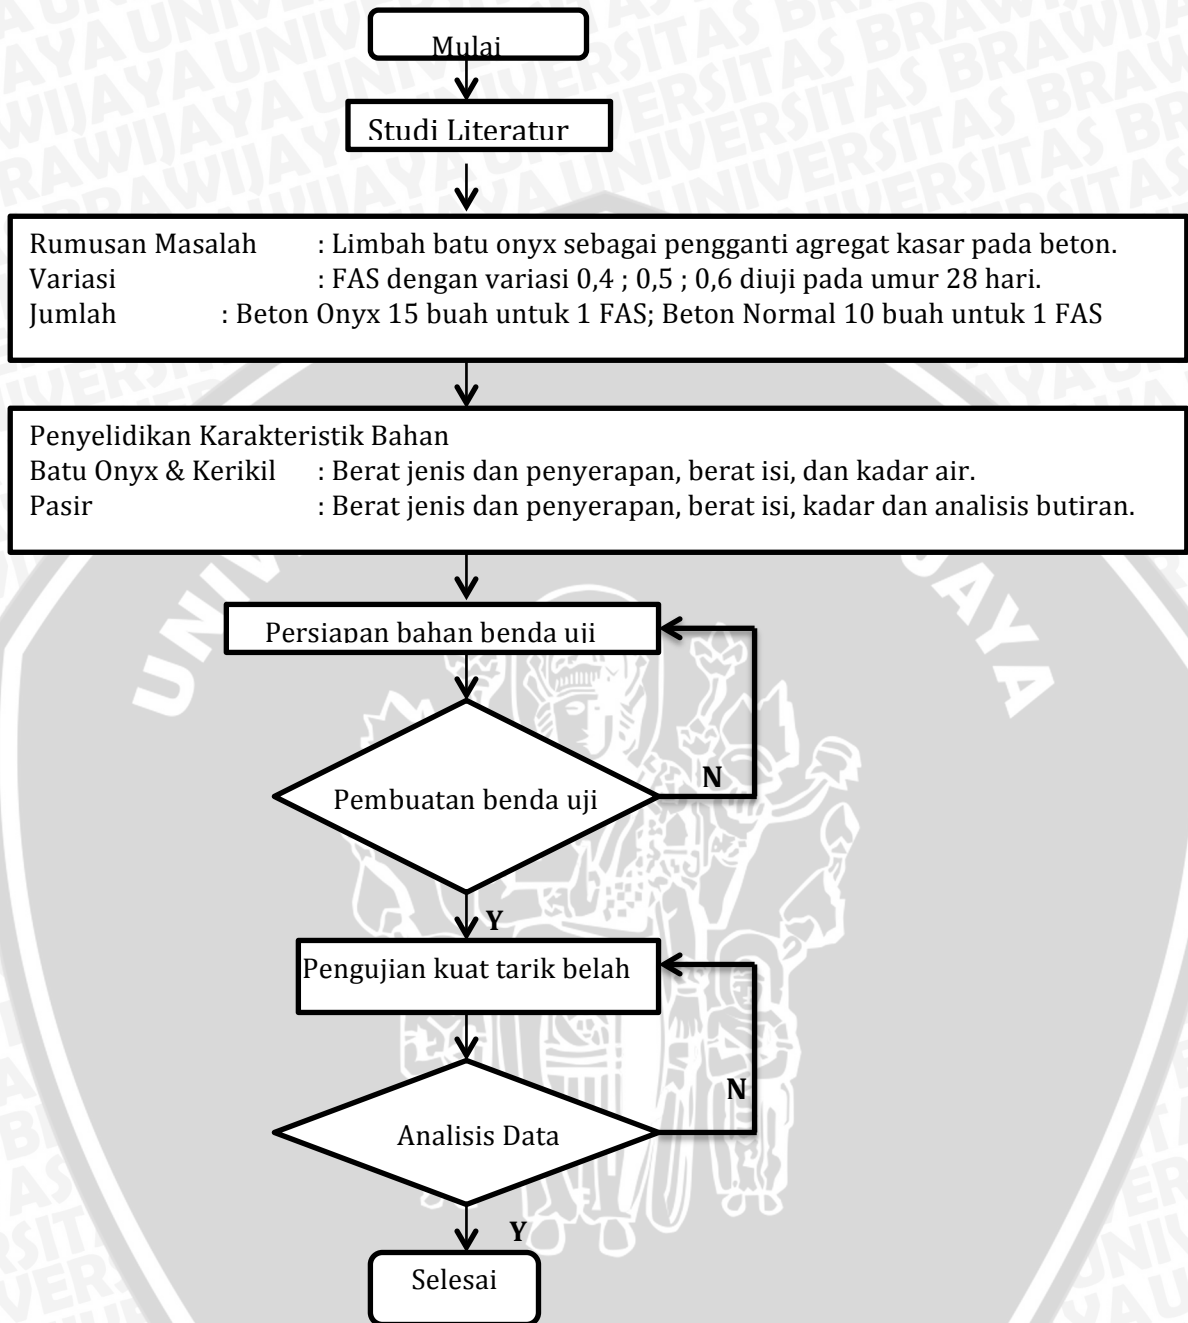 Mulai
Studi Literatur
Rumusan Masalah : Limbah batu onyx sebagai pengganti agregat kasar pada beton.
Variasi : FAS dengan variasi 0,4 ; 0,5 ; 0,6 diuji pada umur 28 hari.
Jumlah : Beton Onyx 15 buah untuk 1 FAS; Beton Normal 10 buah untuk 1 FAS
Penyelidikan Karakteristik Bahan
Batu Onyx & Kerikil : Berat jenis dan penyerapan, berat isi, dan kadar air.
Pasir : Berat jenis dan penyerapan, berat isi, kadar dan analisis butiran.
Persiapan bahan benda uji
N
Pembuatan benda uji
Y
Pengujian kuat tarik belah
N
Analisis Data
Y
Selesai